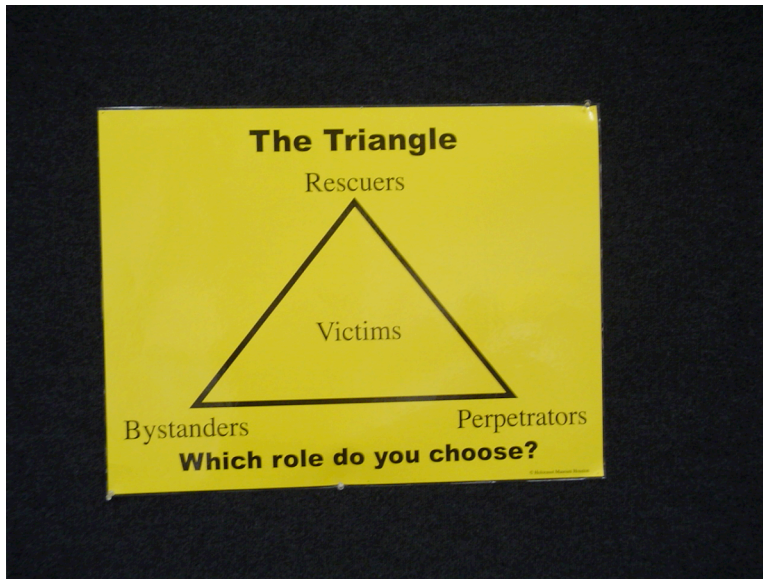 The Triangle
Rescuers
Victims
Bystanders
Perpetrators
Which role do you choose?